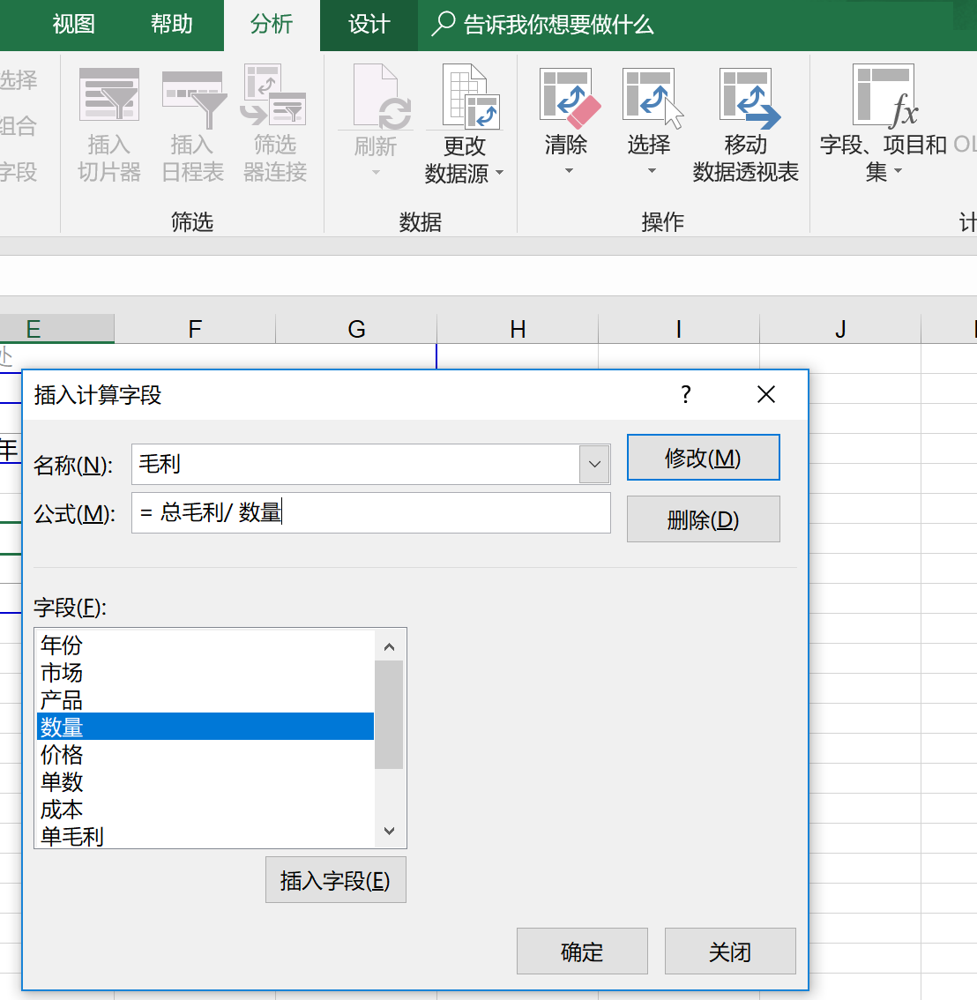 视图 帮助 分析 设计 告诉我你想要做什么
选择
组合
字段
插入
切片器
插入
日程表
筛选
器连接
刷新
更改
数据源
清除
选择
移动
数据透视表
字段、项目和
集
OL
筛选 数据 操作 计
E F G H I J
处
年
插入计算字段 ?
名称(N): 毛利 修改(M)
公式(M): = 总毛利/ 数量 删除(D)
字段(F):
年份
市场
产品
数量
价格
单数
成本
单毛利
插入字段(E)
确定 关闭